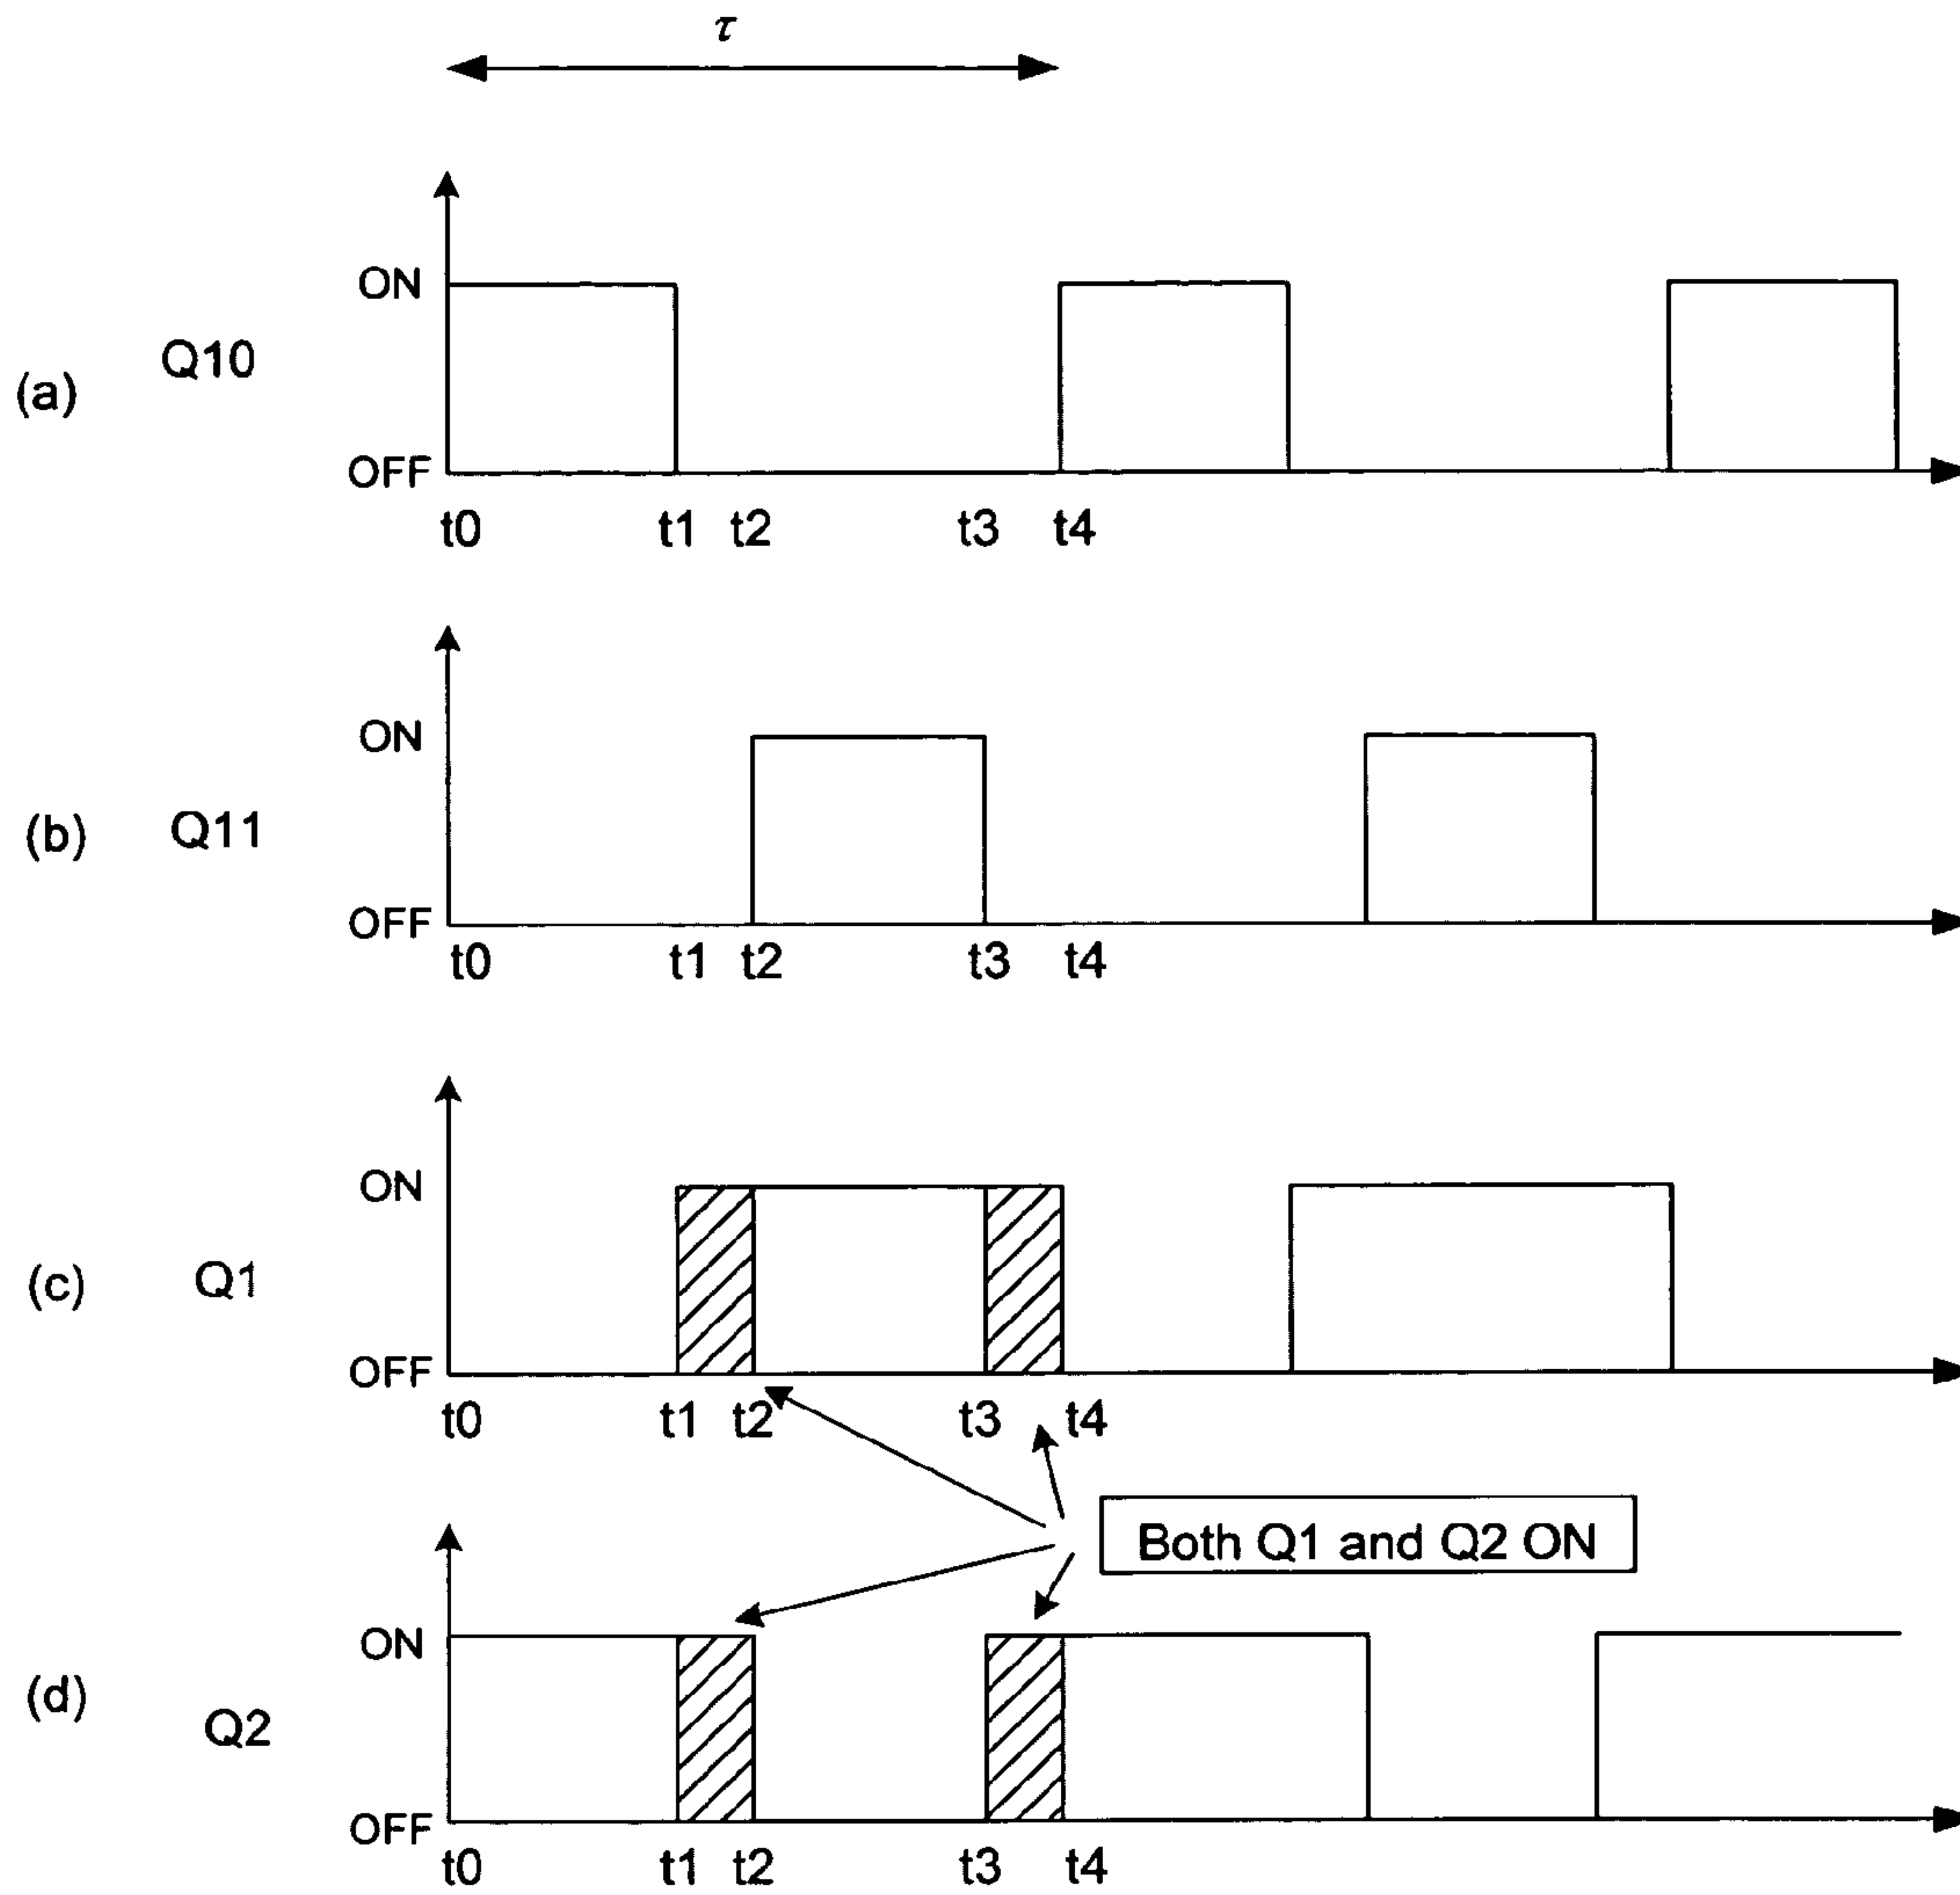 τ
ON
(a) Q10
OFF
t0 t1 t2 t3 t4
ON
(b) Q11
OFF
t0 t1 t2 t3 t4
ON
(c) Q1
OFF
t0 t1 t2 t3 t4
Both Q1 and Q2 ON
ON
(d) Q2
OFF
t0 t1 t2 t3 t4